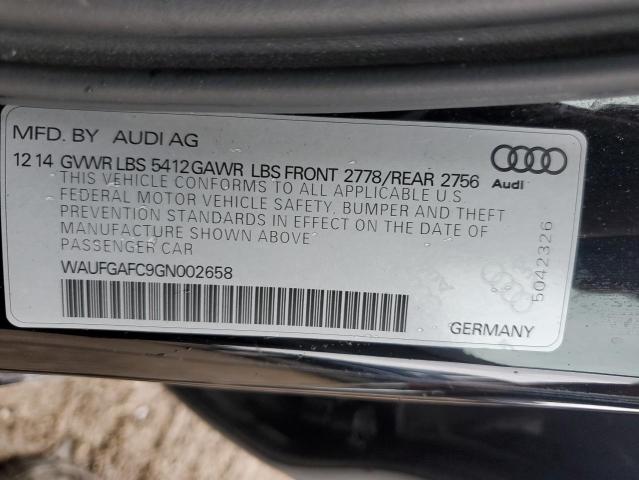 MFD. BY AUDI AG
12 14 GVWR LBS 5412 GAWR LBS FRONT 2778/REAR 2756
THIS VEHICLE CONFORMS TO ALL APPLICABLE U.S.
FEDERAL MOTOR VEHICLE SAFETY, BUMPER AND THEFT
PREVENTION STANDARDS IN EFFECT ON THE DATE OF
MANUFACTURE SHOWN ABOVE
PASSENGER CAR
WAUFGAFC9GN002658
Audi
5042326
GERMANY